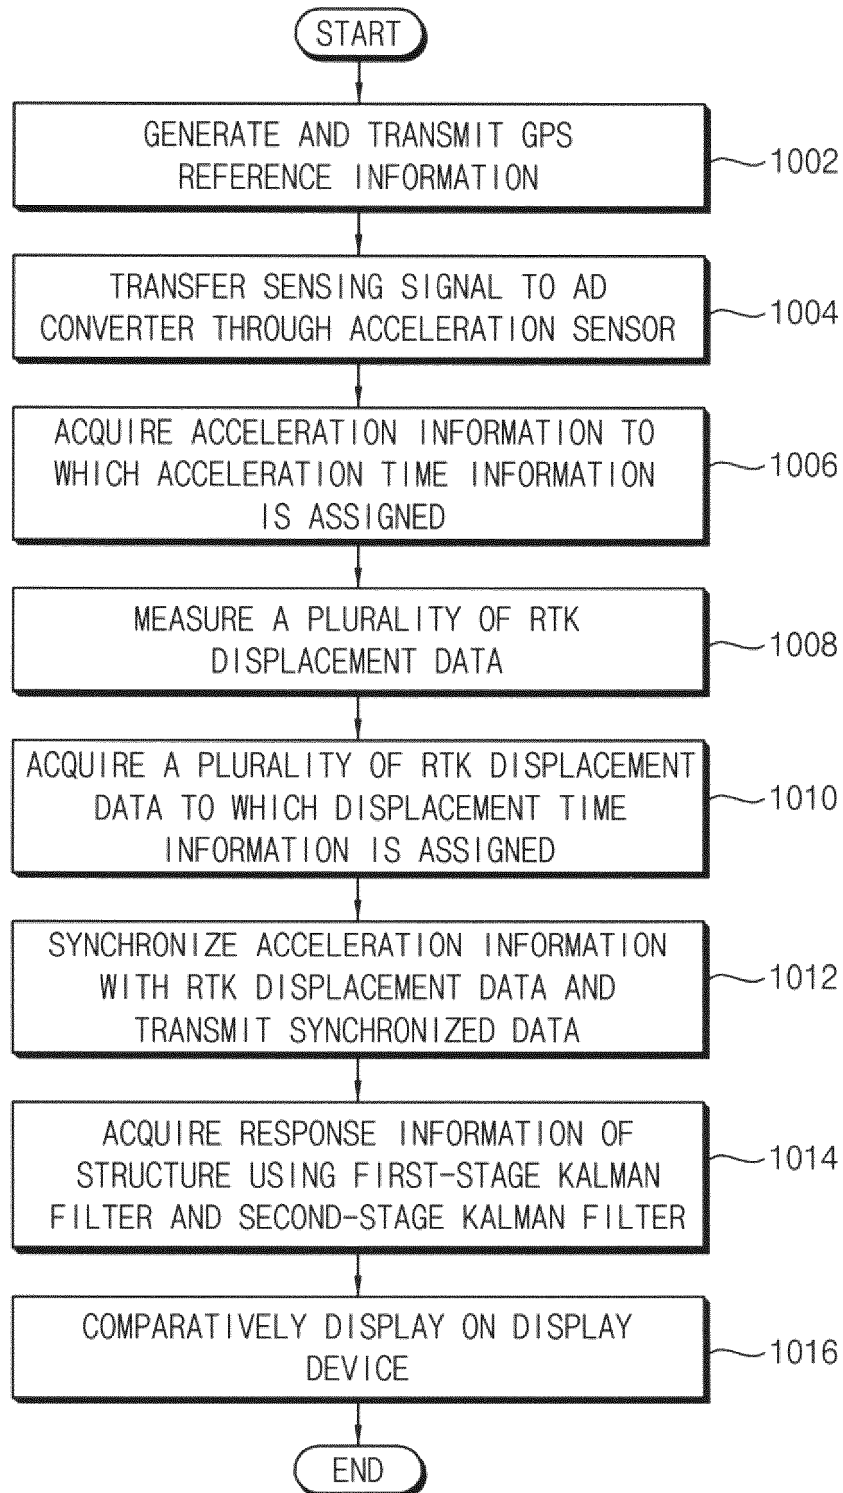 START
GENERATE AND TRANSMIT GPS
REFERENCE INFORMATION
1002
TRANSFER SENSING SIGNAL TO AD
CONVERTER THROUGH ACCELERATION SENSOR
1004
ACQUIRE ACCELERATION INFORMATION TO
WHICH ACCELERATION TIME INFORMATION
IS ASSIGNED
1006
MEASURE A PLURALITY OF RTK
DISPLACEMENT DATA
1008
ACQUIRE A PLURALITY OF RTK DISPLACEMENT
DATA TO WHICH DISPLACEMENT TIME
INFORMATION IS ASSIGNED
1010
SYNCHRONIZE ACCELERATION INFORMATION
WITH RTK DISPLACEMENT DATA AND
TRANSMIT SYNCHRONIZED DATA
1012
ACQUIRE RESPONSE INFORMATION OF
STRUCTURE USING FIRST-STAGE KALMAN
FILTER AND SECOND-STAGE KALMAN FILTER
1014
COMPARATIVELY DISPLAY ON DISPLAY
DEVICE
1016
END